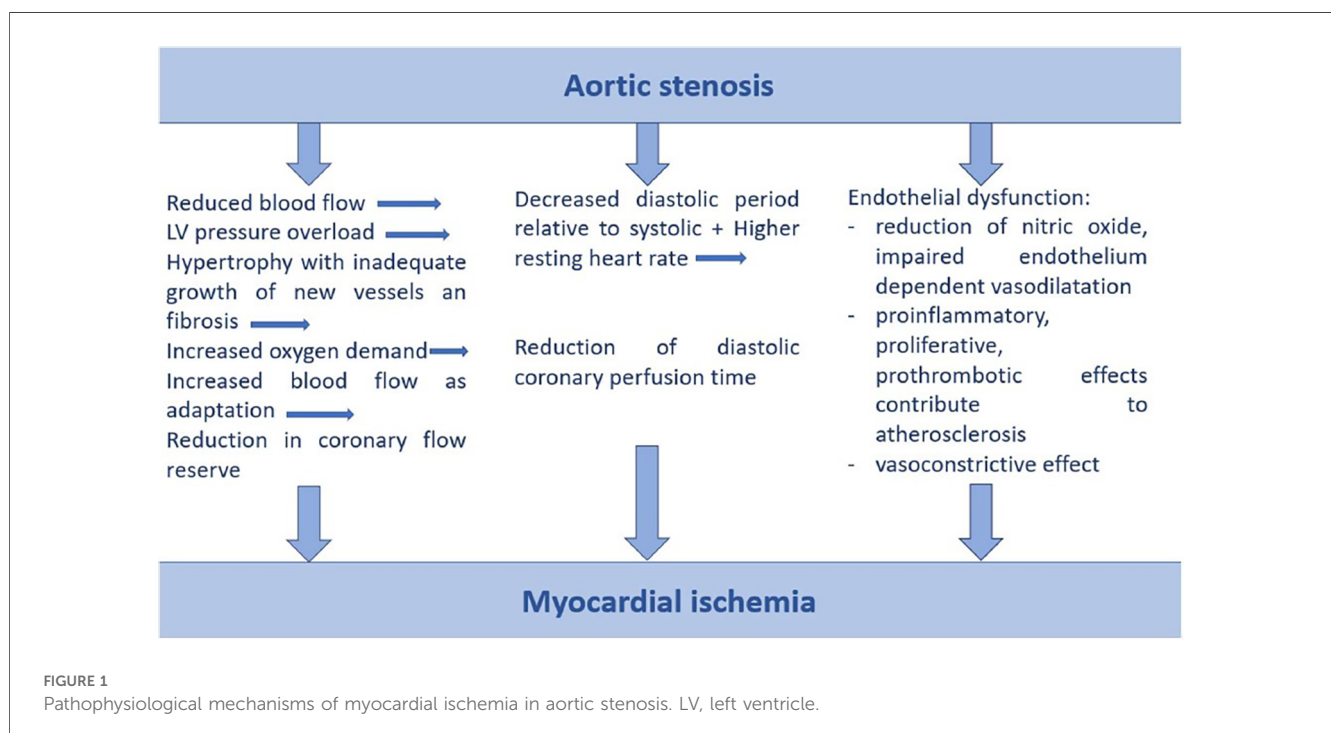 Aortic stenosis
Reduced blood flow
LV pressure overload
Hypertrophy with inadequate
growth of new vessels an
fibrosis
Increased oxygen demand
Increased blood flow as
adaptation
Reduction in coronary flow
reserve
Decreased diastolic period
relative to systolic + Higher
resting heart rate
Reduction of diastolic
coronary perfusion time
Endothelial dysfunction:
- reduction of nitric oxide,
impaired endothelium
dependent vasodilatation
- proinflammatory,
proliferative,
prothrombotic effects
contribute to
atherosclerosis
- vasoconstrictive effect
Myocardial ischemia
FIGURE 1
Pathophysiological mechanisms of myocardial ischemia in aortic stenosis. LV, left ventricle.